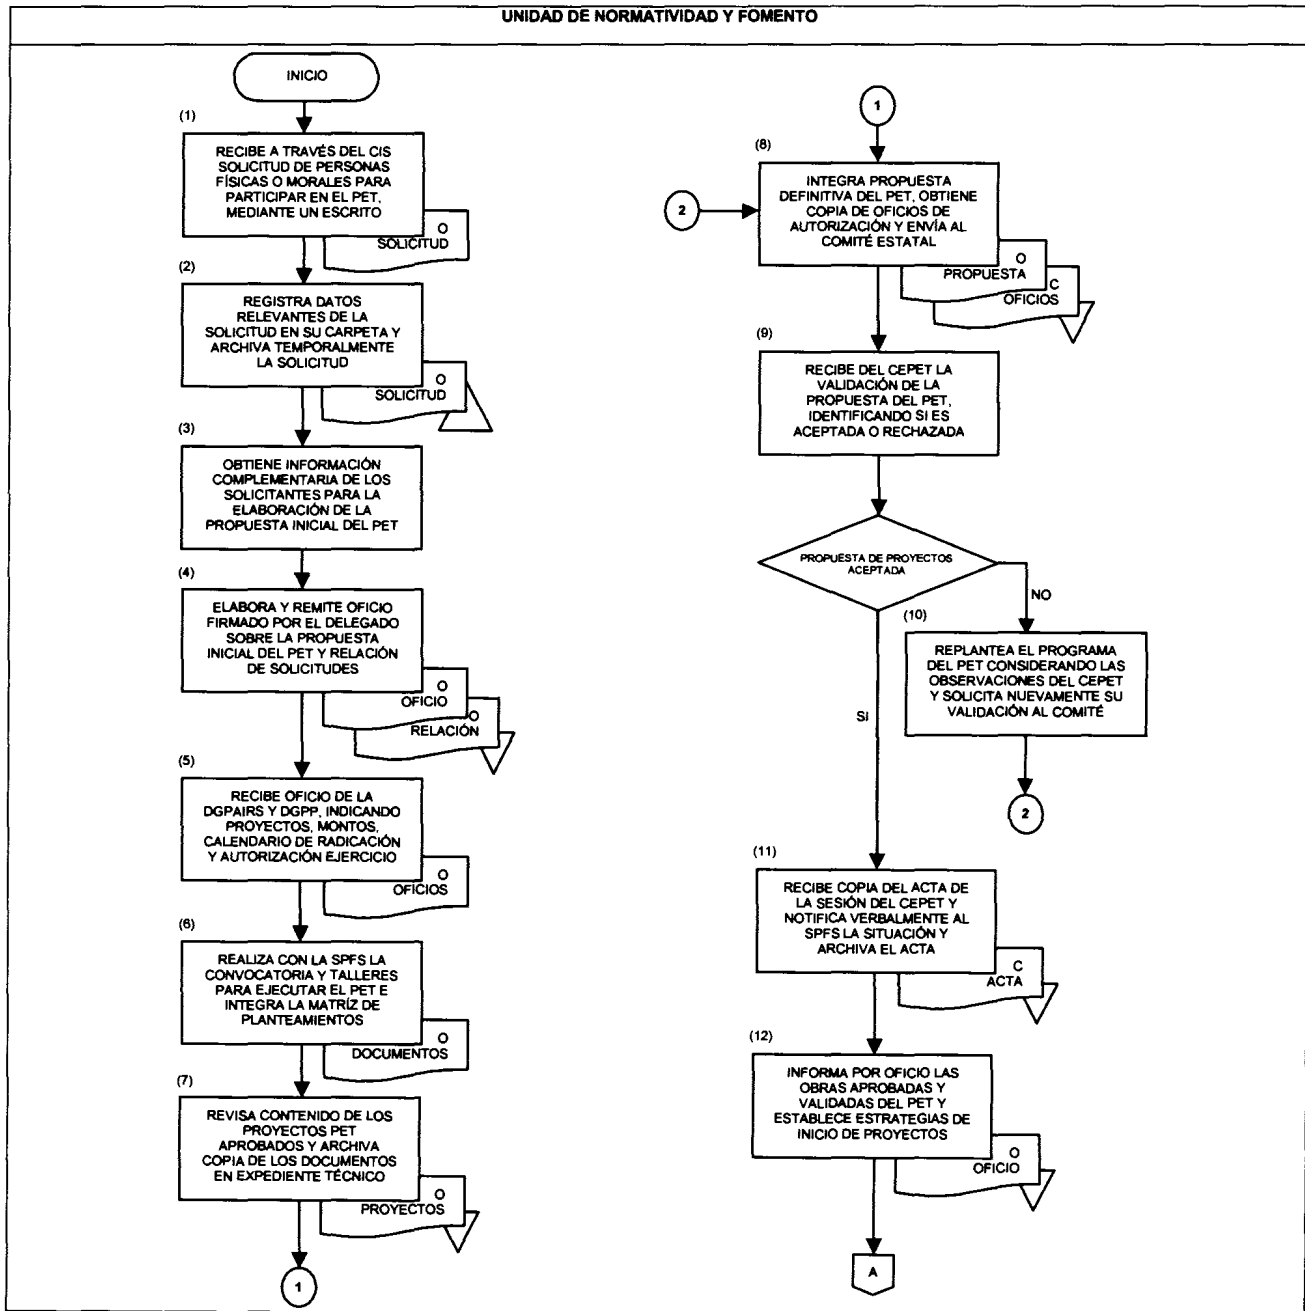 UNIDAD DE NORMATIVIDAD Y FOMENTO
INICIO
(1)
RECIBE A TRAVÉS DEL CIS
SOLICITUD DE PERSONAS
FÍSICAS O MORALES PARA
PARTICIPAR EN EL PET,
MEDIANTE UN ESCRITO
O
SOLICITUD
(2)
REGISTRA DATOS
RELEVANTES DE LA
SOLICITUD EN SU CARPETA Y
ARCHIVA TEMPORALMENTE
LA SOLICITUD
O
SOLICITUD
(3)
OBTIENE INFORMACIÓN
COMPLEMENTARIA DE LOS
SOLICITANTES PARA LA
ELABORACIÓN DE LA
PROPUESTA INICIAL DEL PET
(4)
ELABORA Y REMITE OFICIO
FIRMADO POR EL DELEGADO
SOBRE LA PROPUESTA
INICIAL DEL PET Y RELACIÓN
DE SOLICITUDES
O
OFICIO
O
RELACIÓN
(5)
RECIBE OFICIO DE LA
DGPAIRS Y DGPP, INDICANDO
PROYECTOS, MONTOS,
CALENDARIO DE RADICACIÓN
Y AUTORIZACIÓN EJERCICIO
O
OFICIOS
(6)
REALIZA CON LA SPFS LA
CONVOCATORIA Y TALLERES
PARA EJECUTAR EL PET E
INTEGRA LA MATRÍZ DE
PLANTEAMIENTOS
O
DOCUMENTOS
(7)
REVISA CONTENIDO DE LOS
PROYECTOS PET
APROBADOS Y ARCHIVA
COPIA DE LOS DOCUMENTOS
EN EXPEDIENTE TÉCNICO
O
PROYECTOS
1
1
(8)
2
INTEGRA PROPUESTA
DEFINITIVA DEL PET, OBTIENE
COPIA DE OFICIOS DE
AUTORIZACIÓN Y ENVÍA AL
COMITÉ ESTATAL
O
PROPUESTA
C
OFICIOS
(9)
RECIBE DEL CEPET LA
VALIDACIÓN DE LA
PROPUESTA DEL PET,
IDENTIFICANDO SI ES
ACEPTADA O RECHAZADA
PROPUESTA DE PROYECTOS
ACEPTADA
NO
(10)
REPLANTEA EL PROGRAMA
DEL PET CONSIDERANDO LAS
OBSERVACIONES DEL CEPET
Y SOLICITA NUEVAMENTE SU
VALIDACIÓN AL COMITÉ
SI
2
(11)
RECIBE COPIA DEL ACTA DE
LA SESIÓN DEL CEPET Y
NOTIFICA VERBALMENTE AL
SPFS LA SITUACIÓN Y
ARCHIVA EL ACTA
C
ACTA
(12)
INFORMA POR OFICIO LAS
OBRAS APROBADAS Y
VALIDADAS DEL PET Y
ESTABLECE ESTRATEGIAS DE
INICIO DE PROYECTOS
O
OFICIO
A